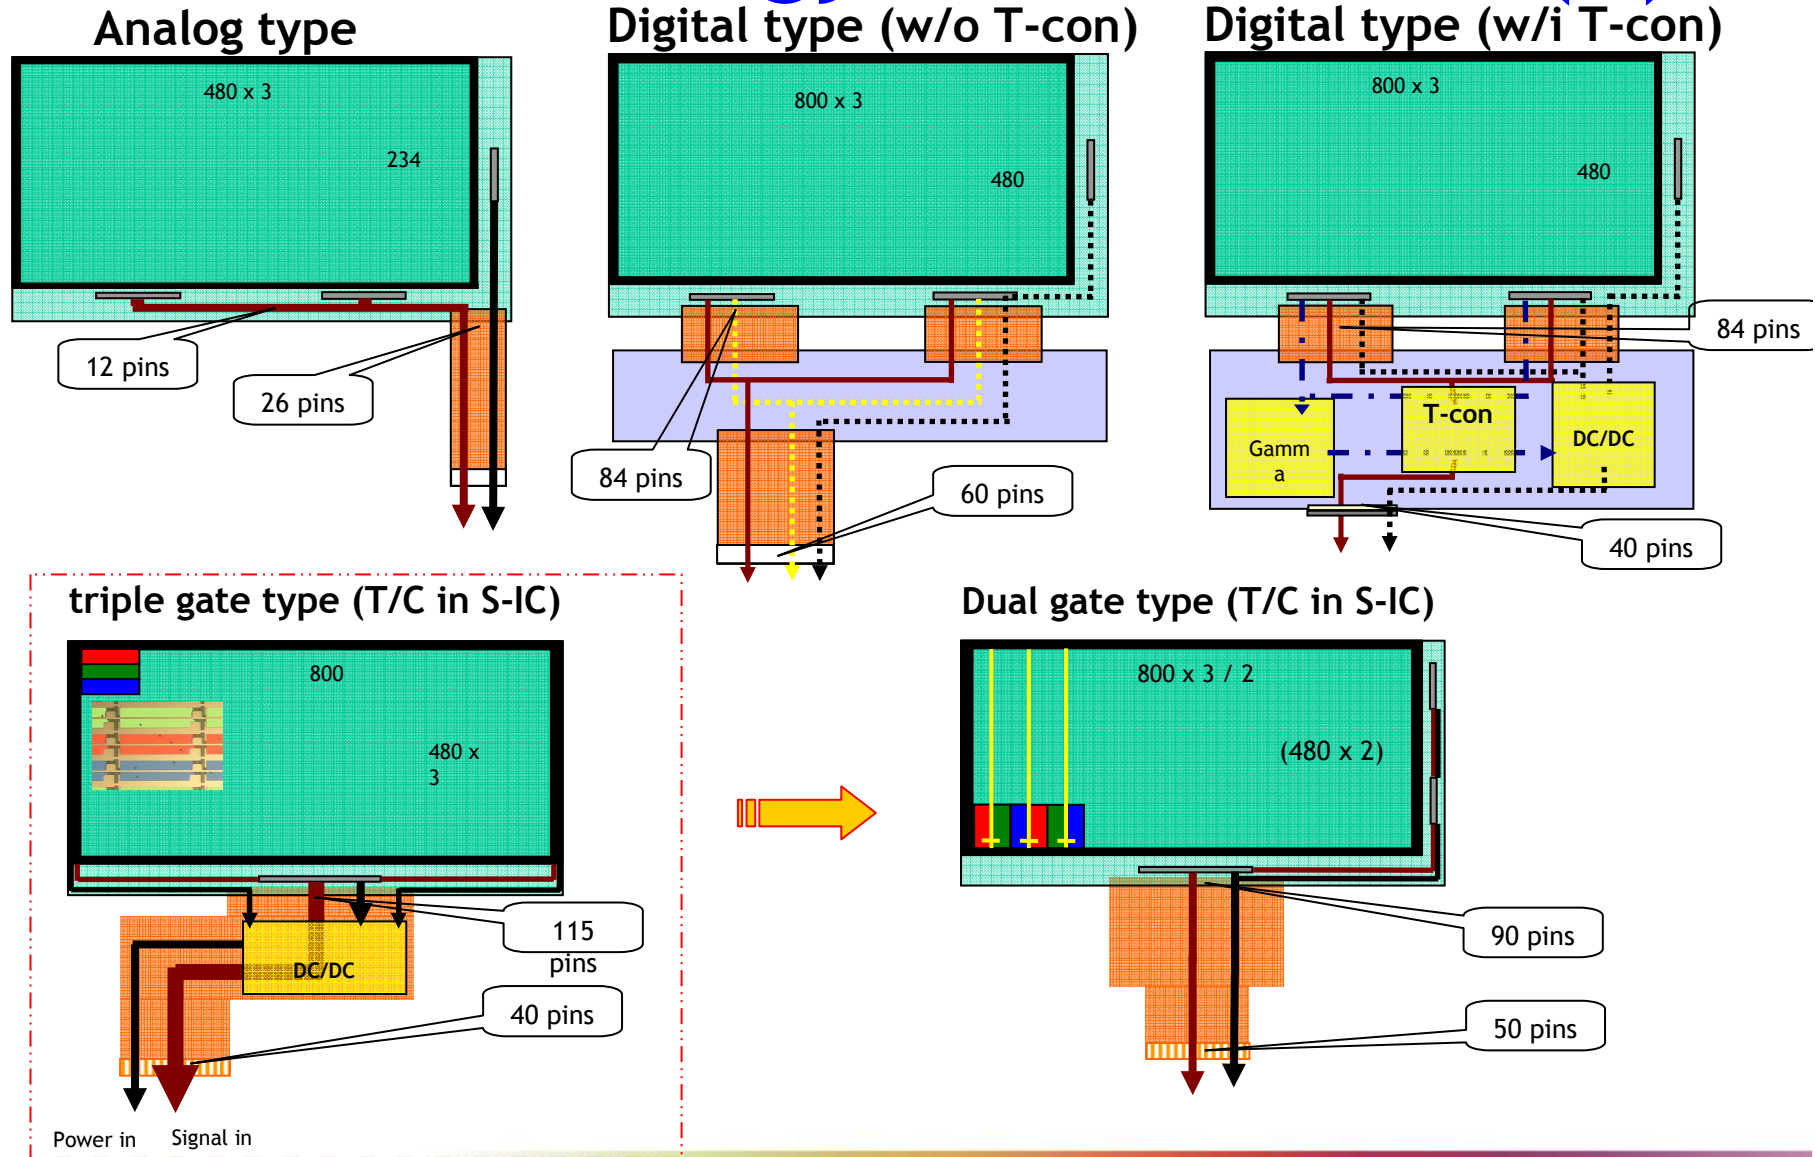 Analog type
Digital type (w/o T-con)
Digital type (w/i T-con)
480 x 3
234
12 pins
26 pins
800 x 3
480
84 pins
60 pins
800 x 3
480
84 pins
T-con
Gamm
a
DC/DC
40 pins
triple gate type (T/C in S-IC)
800
480 x
3
115
pins
DC/DC
40 pins
Power in
Signal in
Dual gate type (T/C in S-IC)
800 x 3 / 2
(480 x 2)
90 pins
50 pins